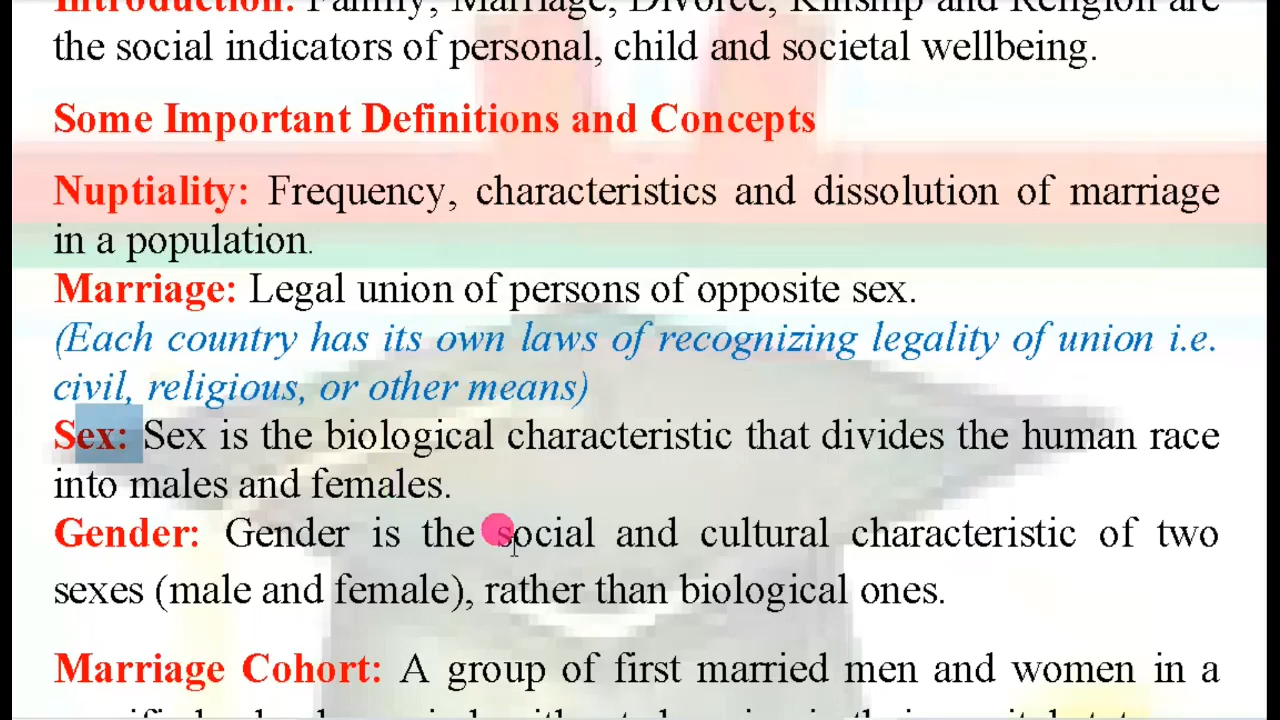 Introduction: Family, Marriage, Divorce, Kinship and Religion are
the social indicators of personal, child and societal wellbeing.
Some Important Definitions and Concepts
Nuptiality: Frequency, characteristics and dissolution of marriage
in a population.
Marriage: Legal union of persons of opposite sex.
(Each country has its own laws of recognizing legality of union i.e.
civil, religious, or other means)
Sex: Sex is the biological characteristic that divides the human race
into males and females.
Gender: Gender is the social and cultural characteristic of two
sexes (male and female), rather than biological ones.
Marriage Cohort: A group of first married men and women in a